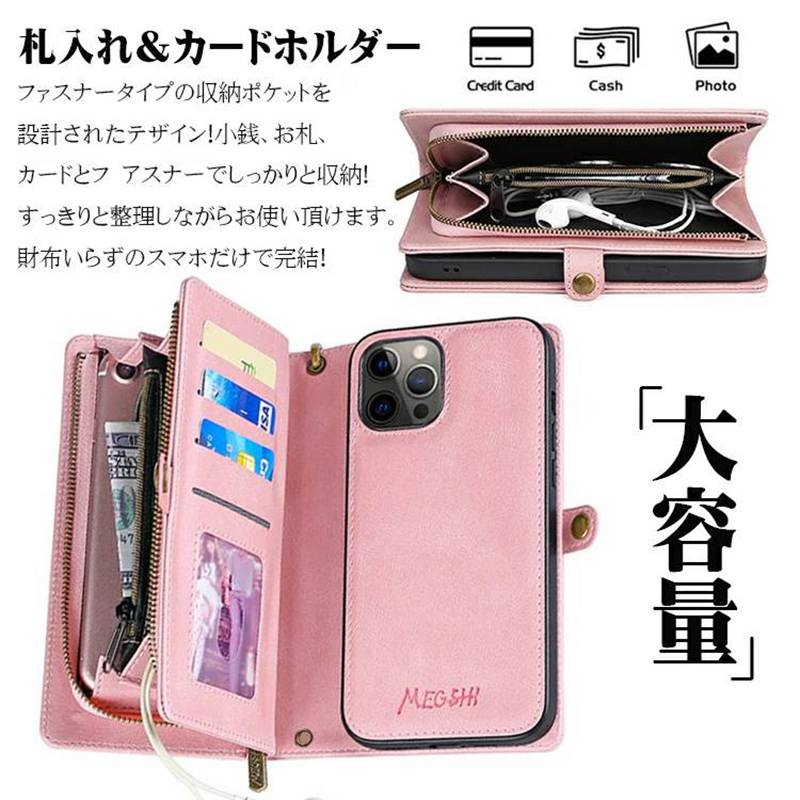 札入れ&カードホルダー
ファスナータイプの収納ポケットを
設計されたテザイン!小銭、お札、
カードとフ アスナーでしっかりと収納!
すっきりと整理しながらお使い頂けます。
財布いらずのスマホだけで完結!
Credit Card
Cash
Photo
「大容量」
VISA
MEGSHI
MEGSHI